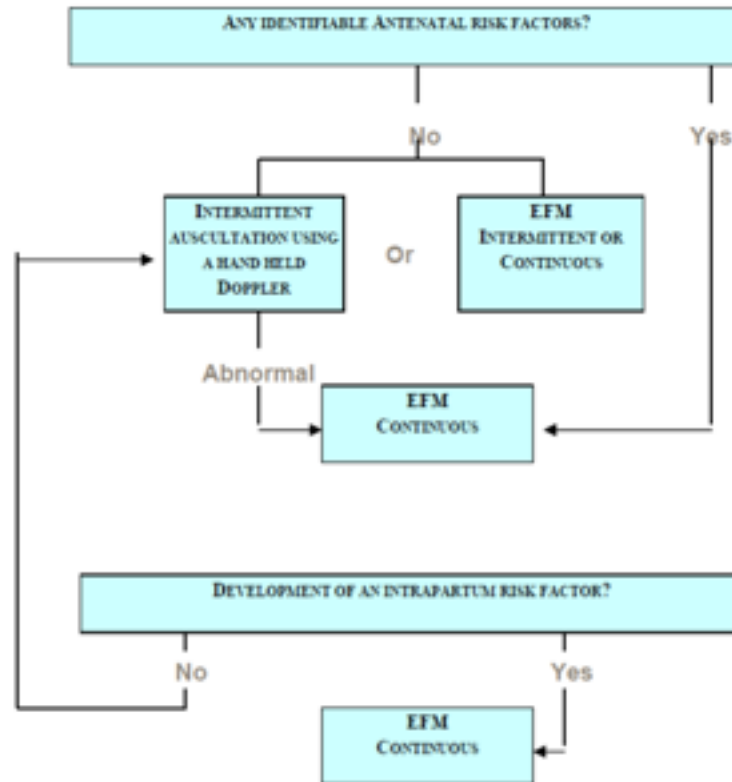 ANY IDENTIFIABLE ANTENATAL RISK FACTORS?
No
Yes
INTERMITTENT
AUSCULTATION USING
A HAND HELD
DOPPLER
Or
EFM
INTERMITTENT OR
CONTINUOUS
Abnormal
EFM
CONTINUOUS
DEVELOPMENT OF AN INTRAPARTUM RISK FACTOR?
No
Yes
EFM
CONTINUOUS